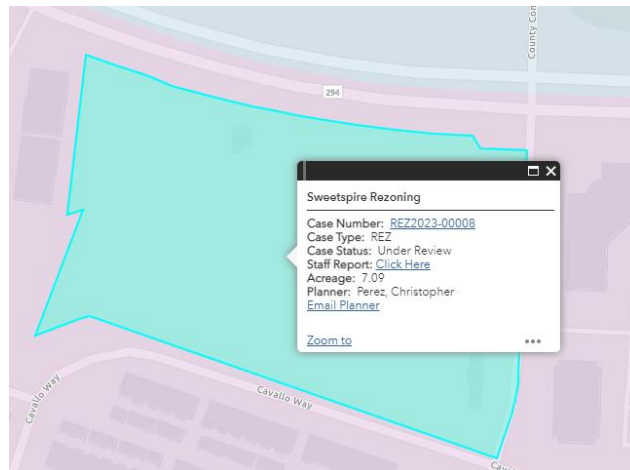 County Con
294
Sweetspire Rezoning
Case Number: REZ2023-00008
Case Type: REZ
Case Status: Under Review
Staff Report: Click Here
Acreage: 7.09
Planner: Perez, Christopher
Email Planner
Zoom to
Cavallo Way
Cavallo Way
Cava